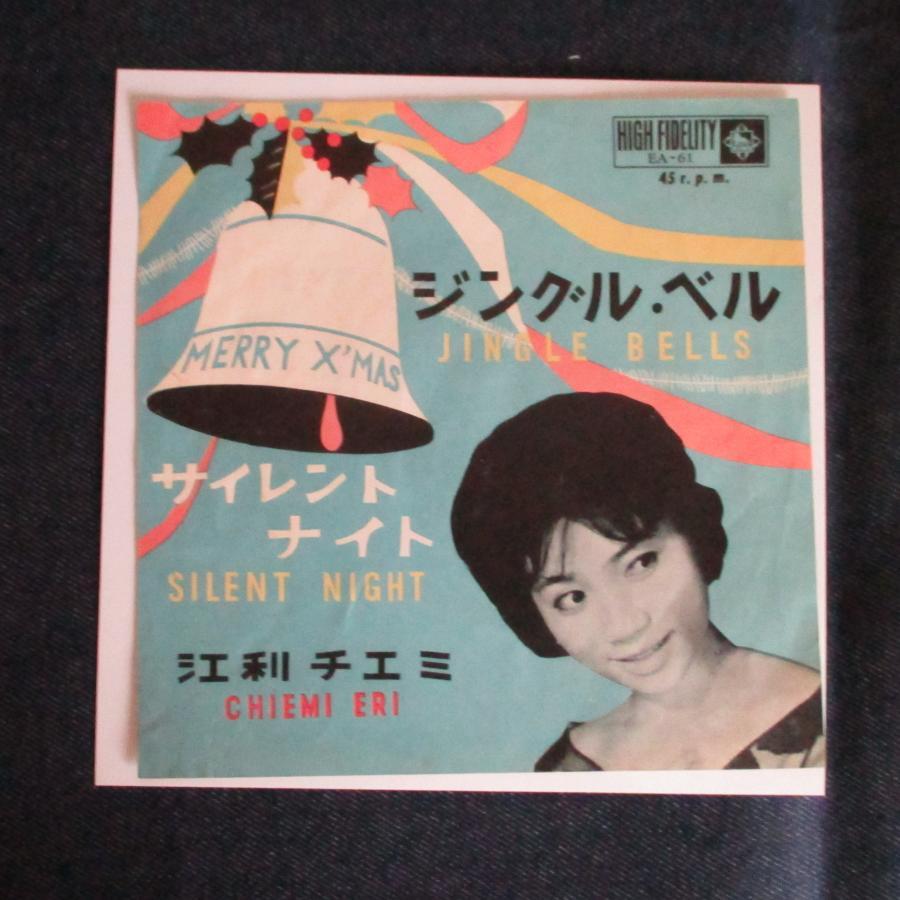 HIGH FIDELITY
EA-61
45 r. p. m.
ジングル・ベル
JINGLE BELLS
MERRY X'MAS
サイレント
ナイト
SILENT NIGHT
江利チエミ
CHIEMI ERI